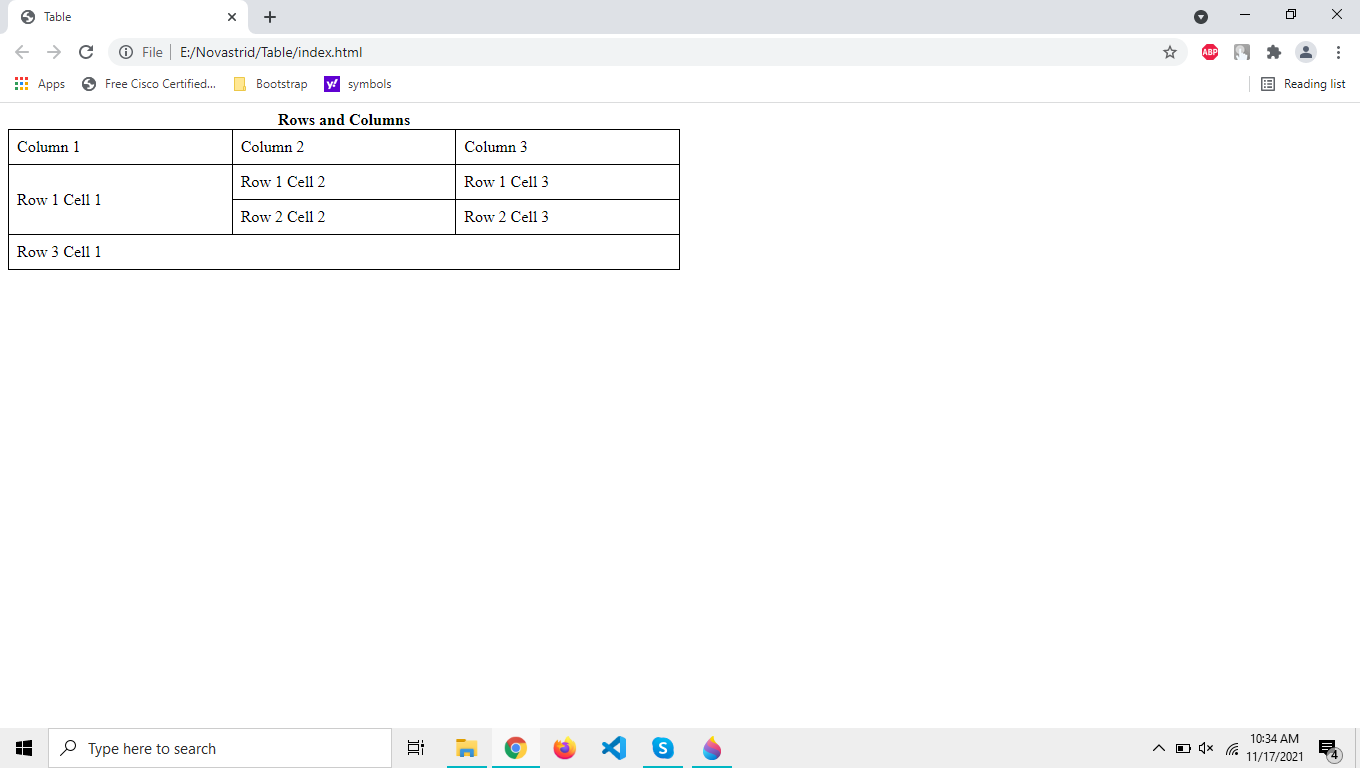 Table
File
E:/Novastrid/Table/index.html
ABP
Apps
Free Cisco Certified...
Bootstrap
y!
symbols
Reading list
Rows and Columns
Column 1 Column 2 Column 3
Row 1 Cell 1
Row 1 Cell 2 Row 1 Cell 3
Row 2 Cell 2 Row 2 Cell 3
Row 3 Cell 1
Type here to search
S
10:34 AM
11/17/2021
4